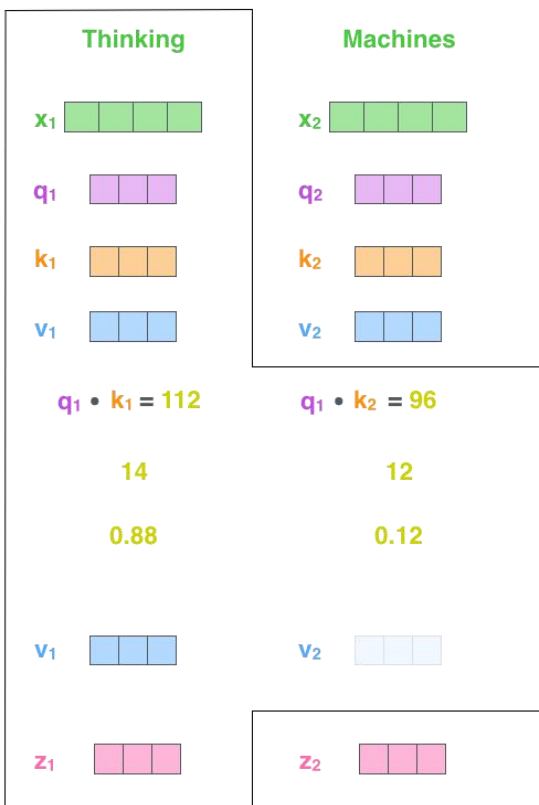 Thinking Machines
x₁ x₂
q₁ q₂
k₁ k₂
v₁ v₂
q₁ • k₁ = 112 q₁ • k₂ = 96
14 12
0.88 0.12
v₁ v₂
z₁ z₂